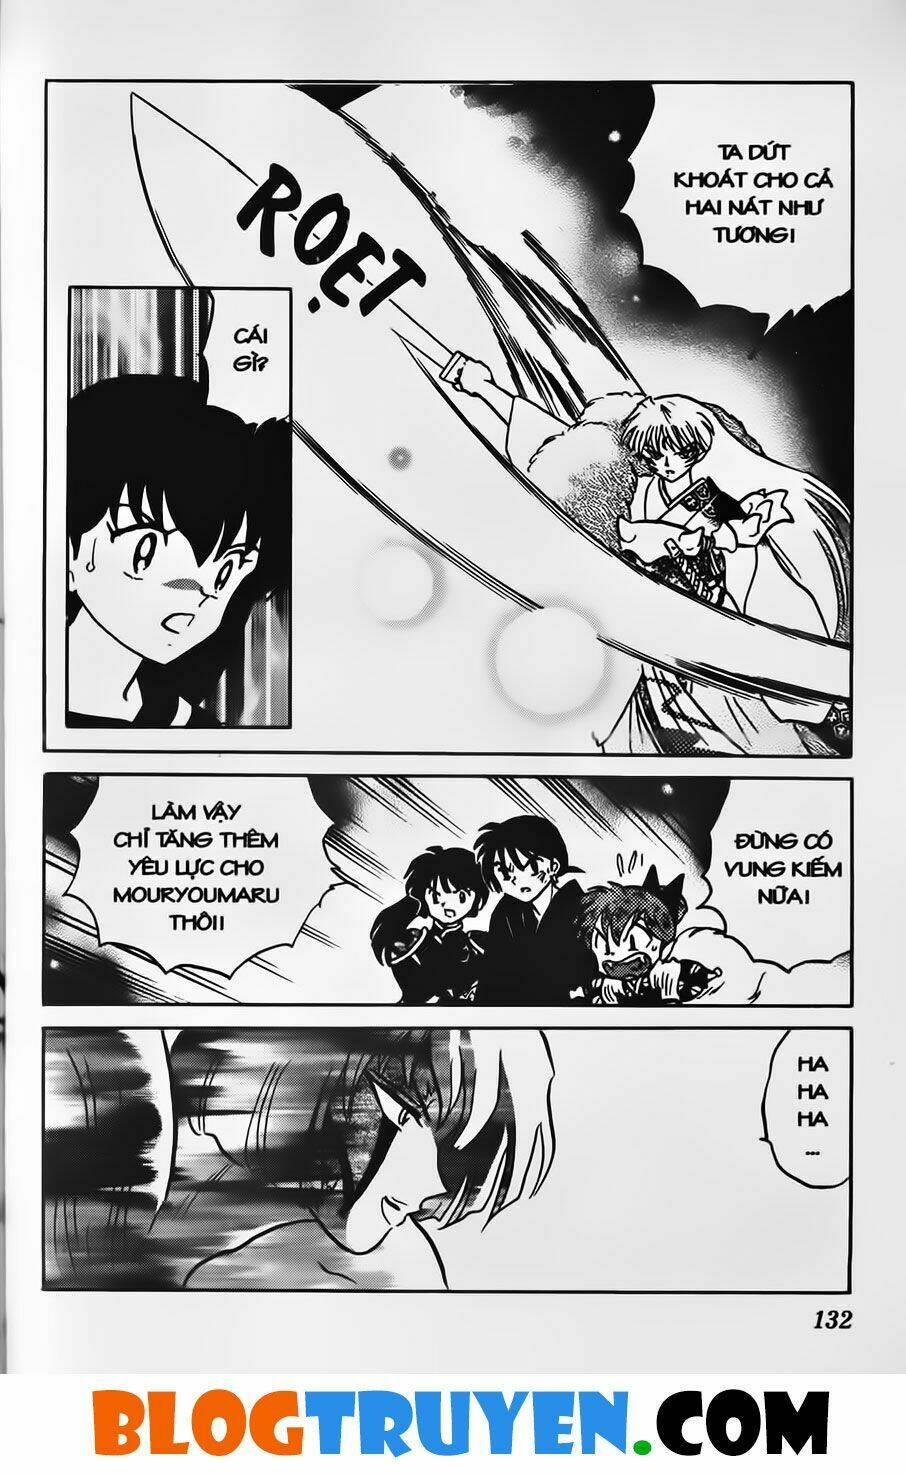 TA DỨT
KHOÁT CHO CẢ
HAI NÁT NHƯ
TƯƠNG!
ROẸT
CÁI
GÌ?
LÀM VẬY
CHỈ TĂNG THÊM
YÊU LỰC CHO
MOURYOUMARU
THÔI!
ĐỪNG CÓ
VUNG KIẾM
NỮA!
HA
HA
HA
...
132
BLOGTRUYEN.COM